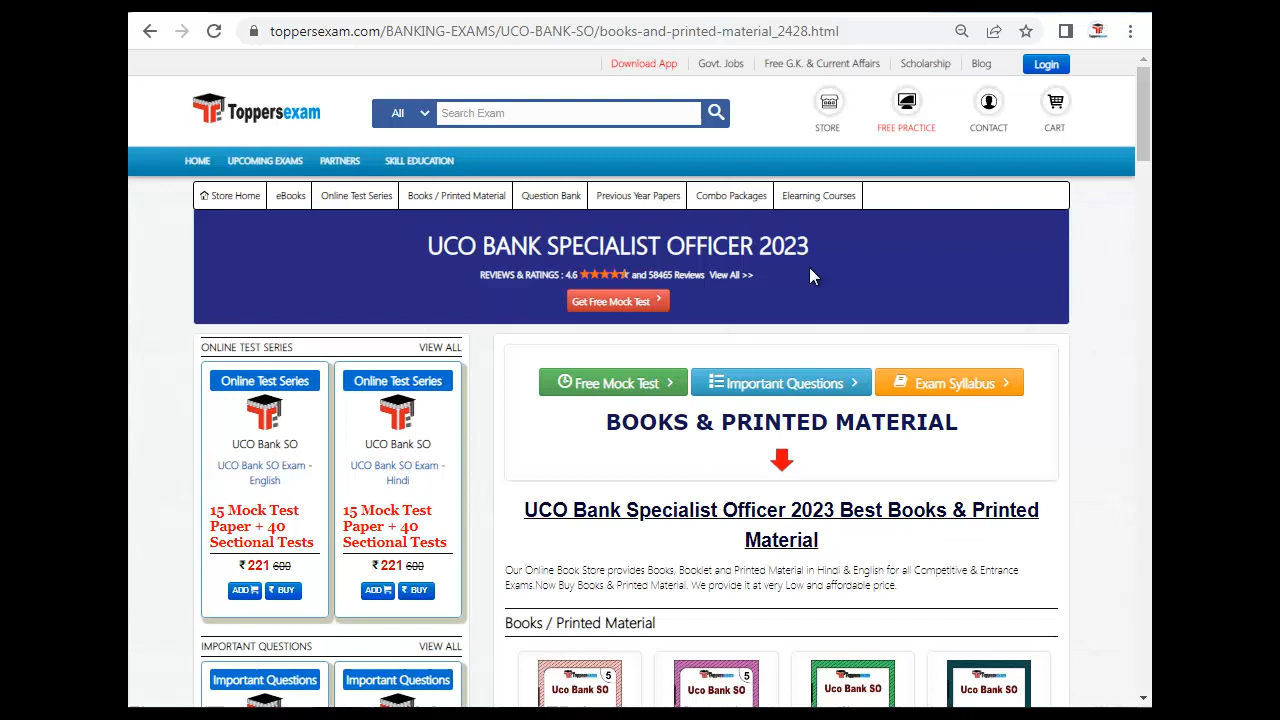 toppersexam.com/BANKING-EXAMS/UCO-BANK-SO/books-and-printed-material_2428.html
Download App Govt. Jobs Free G.K. & Current Affairs Scholarship Blog Login
Toppersexam
All Search Exam
STORE FREE PRACTICE CONTACT CART
HOME UPCOMING EXAMS PARTNERS SKILL EDUCATION
Store Home eBooks Online Test Series Books / Printed Material Question Bank Previous Year Papers Combo Packages Elearning Courses
UCO BANK SPECIALIST OFFICER 2023
REVIEWS & RATINGS : 4.6 and 58465 Reviews View All >>
Get Free Mock Test
ONLINE TEST SERIES VIEW ALL
Online Test Series
UCO Bank SO
UCO Bank SO Exam -
English
15 Mock Test
Paper + 40
Sectional Tests
₹ 221 600
ADD ₹ BUY
Online Test Series
UCO Bank SO
UCO Bank SO Exam -
Hindi
15 Mock Test
Paper + 40
Sectional Tests
₹ 221 600
ADD ₹ BUY
IMPORTANT QUESTIONS VIEW ALL
Important Questions
Important Questions
Free Mock Test Important Questions Exam Syllabus
BOOKS & PRINTED MATERIAL
UCO Bank Specialist Officer 2023 Best Books & Printed
Material
Our Online Book Store provides Books, Booklet and Printed Material in Hindi & English for all Competitive & Entrance
Exams.Now Buy Books & Printed Material. We provide it at very Low and affordable price.
Books / Printed Material
Toppersexam 5
Uco Bank SO
Toppersexam 5
Uco Bank SO
Toppersexam
Uco Bank SO
Toppersexam
Uco Bank SO